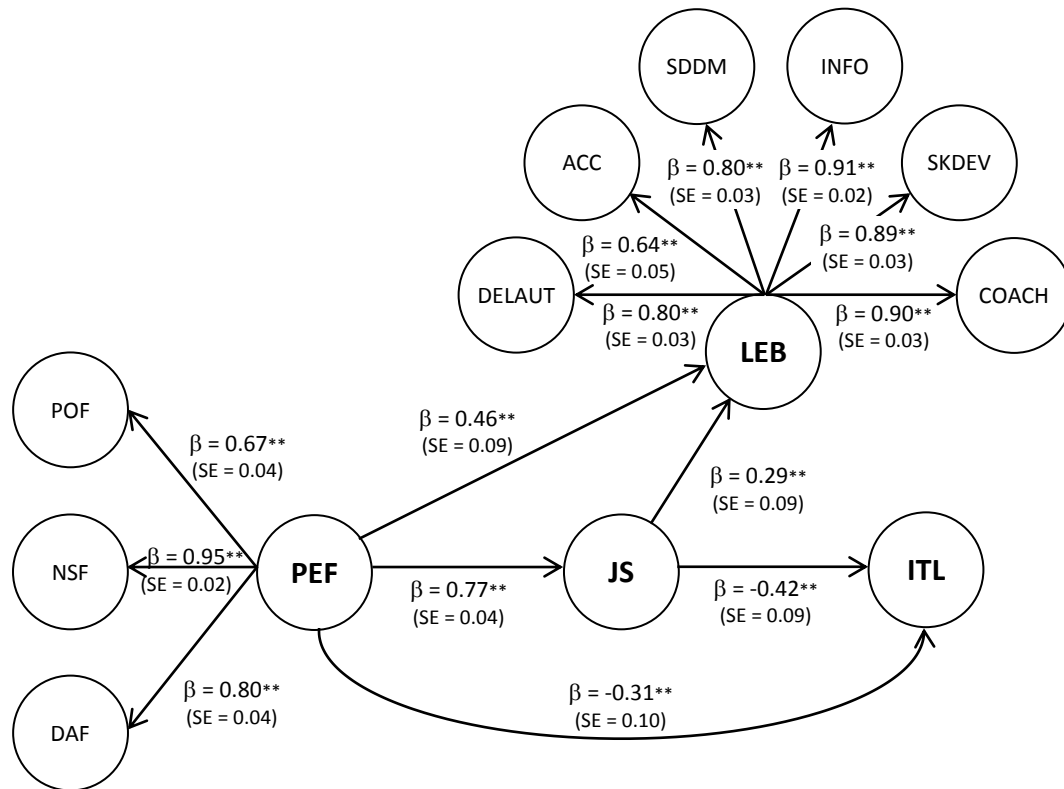 SDDM
INFO
ACC
SKDEV
β = 0.80**
(SE = 0.03)
β = 0.91**
(SE = 0.02)
β = 0.64**
(SE = 0.05)
β = 0.89**
(SE = 0.03)
DELAUT
COACH
β = 0.80**
(SE = 0.03)
β = 0.90**
(SE = 0.03)
LEB
POF
β = 0.67**
(SE = 0.04)
β = 0.46**
(SE = 0.09)
β = 0.29**
(SE = 0.09)
NSF
β = 0.95**
(SE = 0.02)
PEF
β = 0.77**
(SE = 0.04)
JS
β = -0.42**
(SE = 0.09)
ITL
β = 0.80**
(SE = 0.04)
DAF
β = -0.31**
(SE = 0.10)